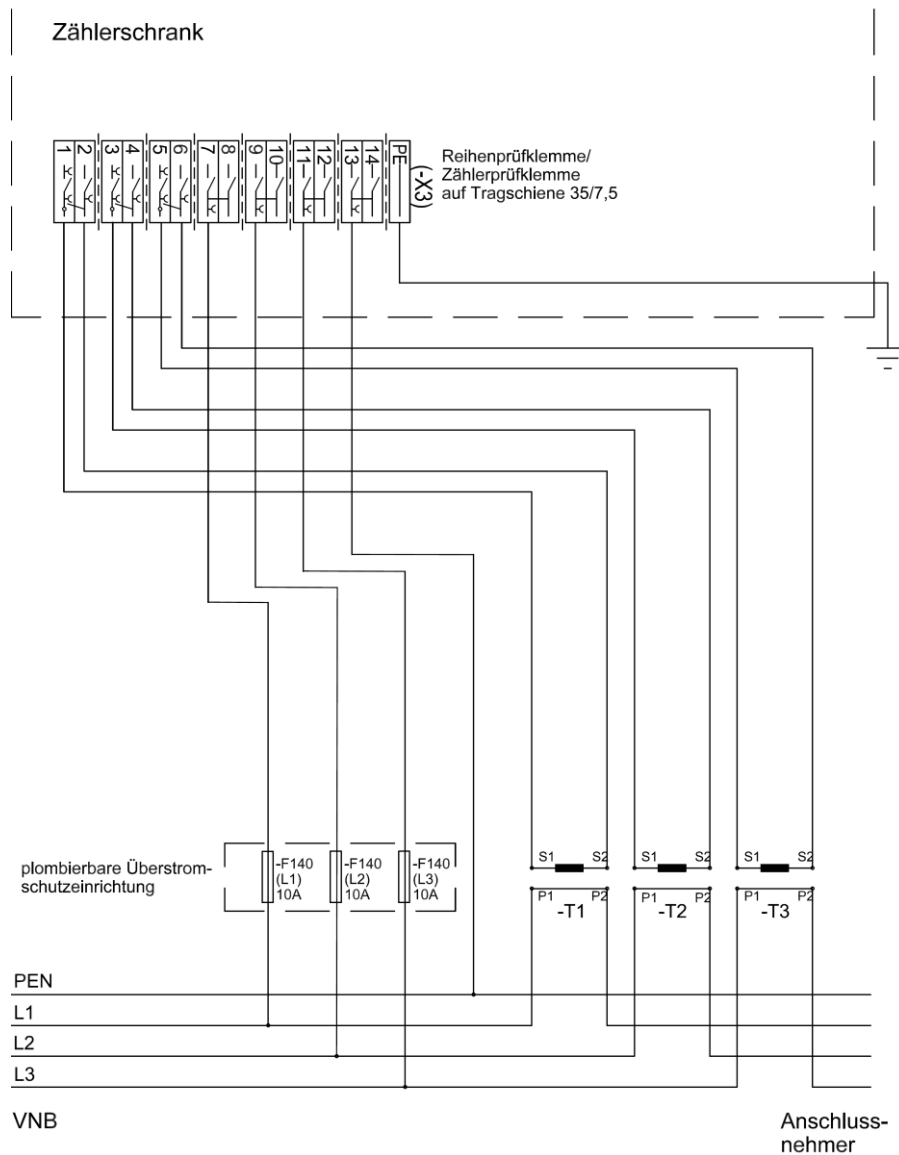 Zählerschrank
1 2 3 4 5 6 7 8 9 10 11 12 13 14 PE
(-X3)
Reihenprüfklemme/
Zählerprüfklemme
auf Tragschiene 35/7,5
plombierbare Überstrom-
schutzeinrichtung
-F140
(L1)
10A
-F140
(L2)
10A
-F140
(L3)
10A
S1 S2
P1 P2
-T1
S1 S2
P1 P2
-T2
S1 S2
P1 P2
-T3
PEN
L1
L2
L3
VNB
Anschluss-
nehmer